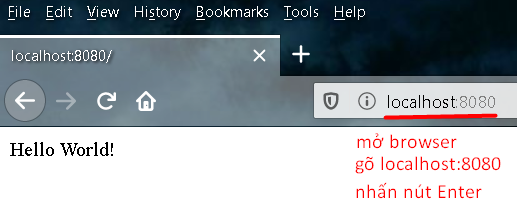 File Edit View History Bookmarks Tools Help
localhost:8080/
localhost:8080
Hello World!
mở browser
gõ localhost:8080
nhấn nút Enter